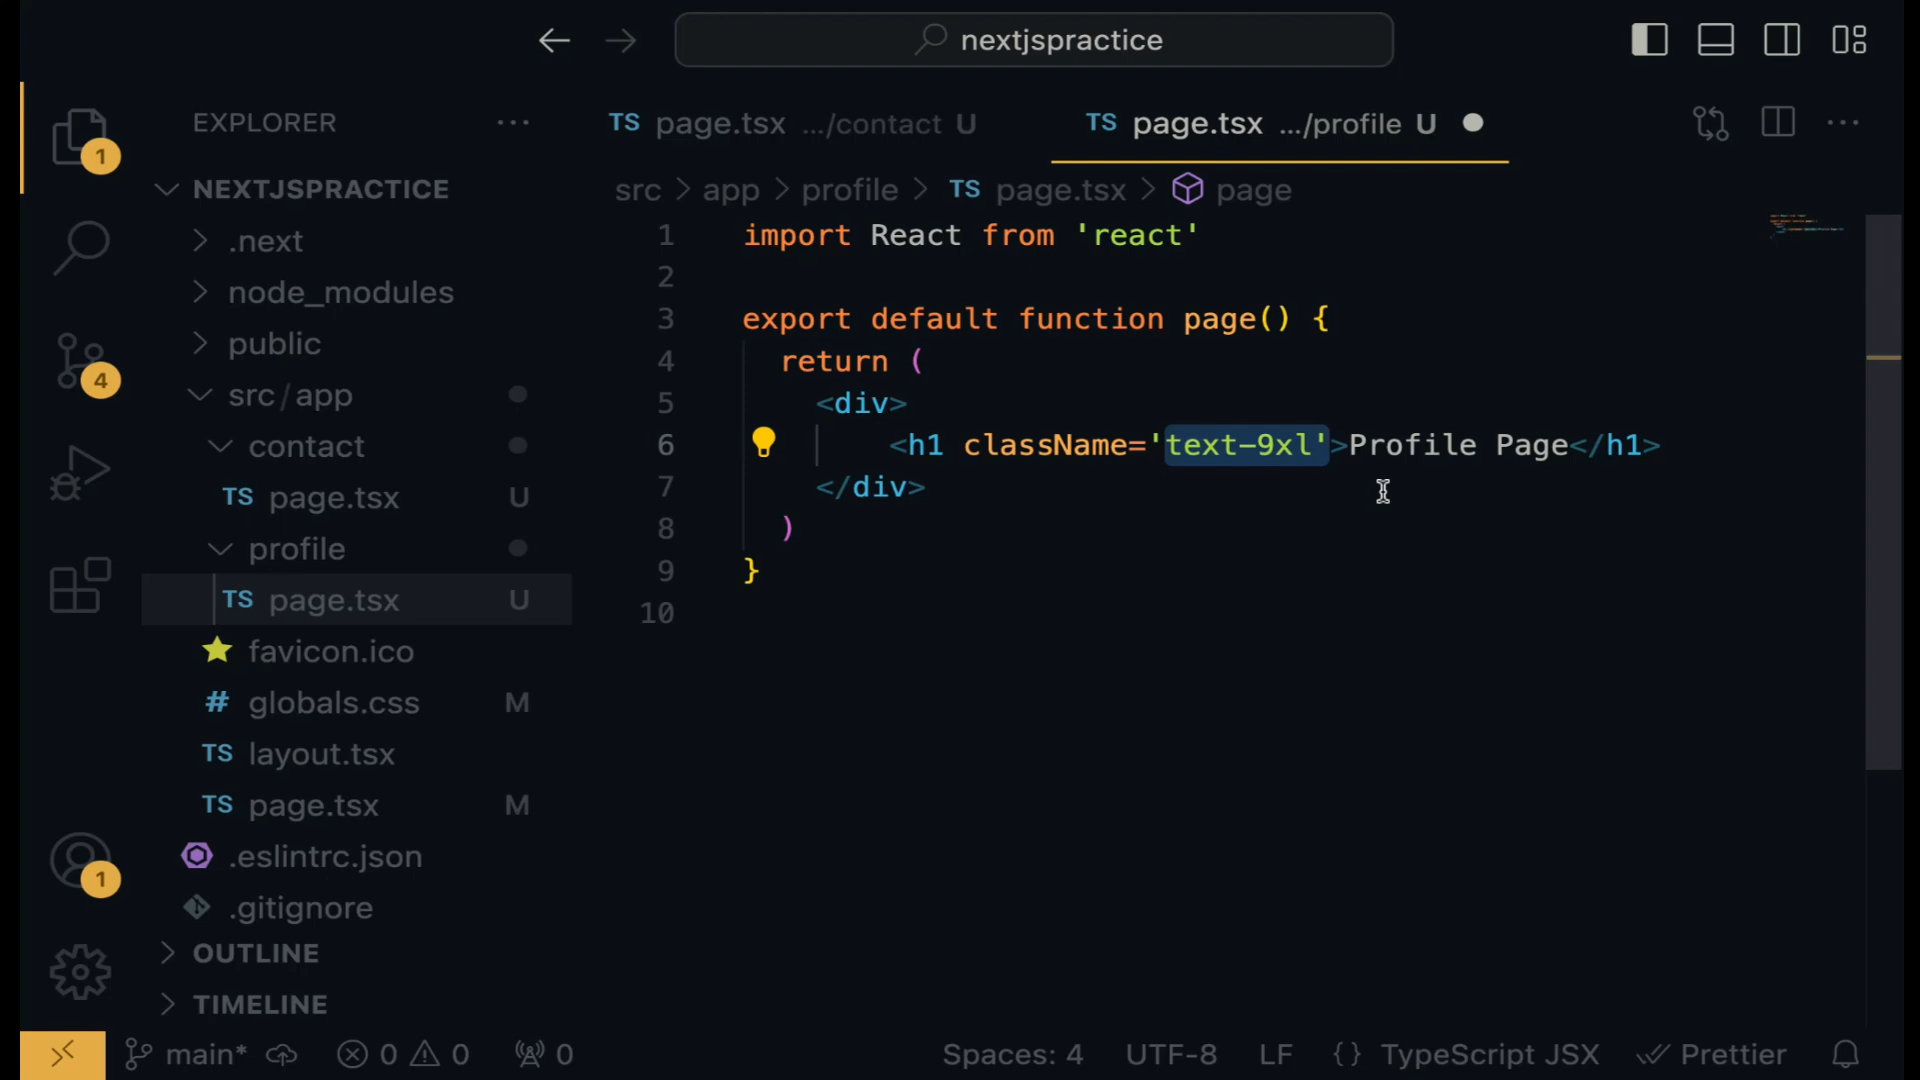 nextjspractice
EXPLORER ...
TS page.tsx .../contact U
TS page.tsx .../profile U
src > app > profile > TS page.tsx > page
NEXTJSPRACTICE
.next
node_modules
public
src / app
contact
TS page.tsx U
profile
TS page.tsx U
favicon.ico
# globals.css M
TS layout.tsx
TS page.tsx M
.eslintrc.json
.gitignore
OUTLINE
TIMELINE
1
4
1
1 import React from 'react'
2
3 export default function page() {
4 return (
5 <div>
6 <h1 className='text-9xl'>Profile Page</h1>
7 </div>
8 )
9 }
10
main* 0 0 0 Spaces: 4 UTF-8 LF {} TypeScript JSX Prettier